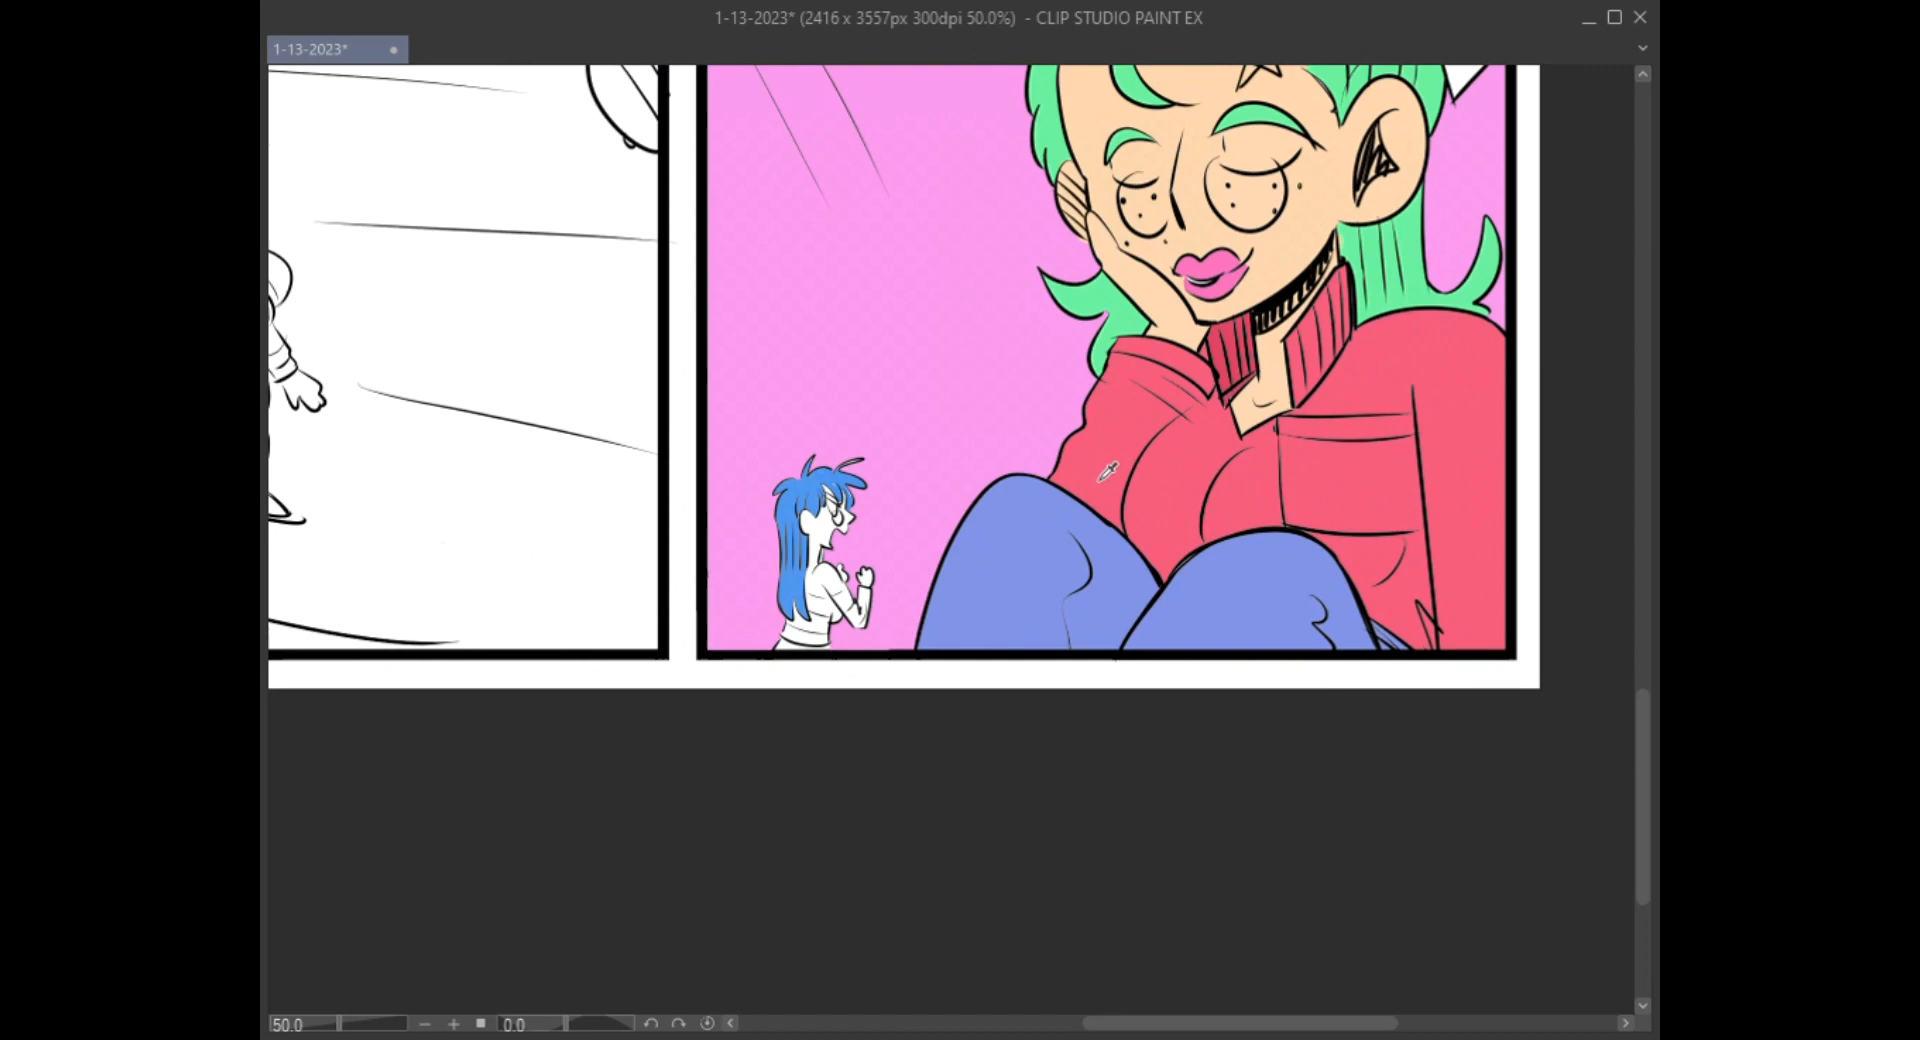 1-13-2023* (2416 x 3557px 300dpi 50.0%) - CLIP STUDIO PAINT EX
1-13-2023*
50.0
0.0